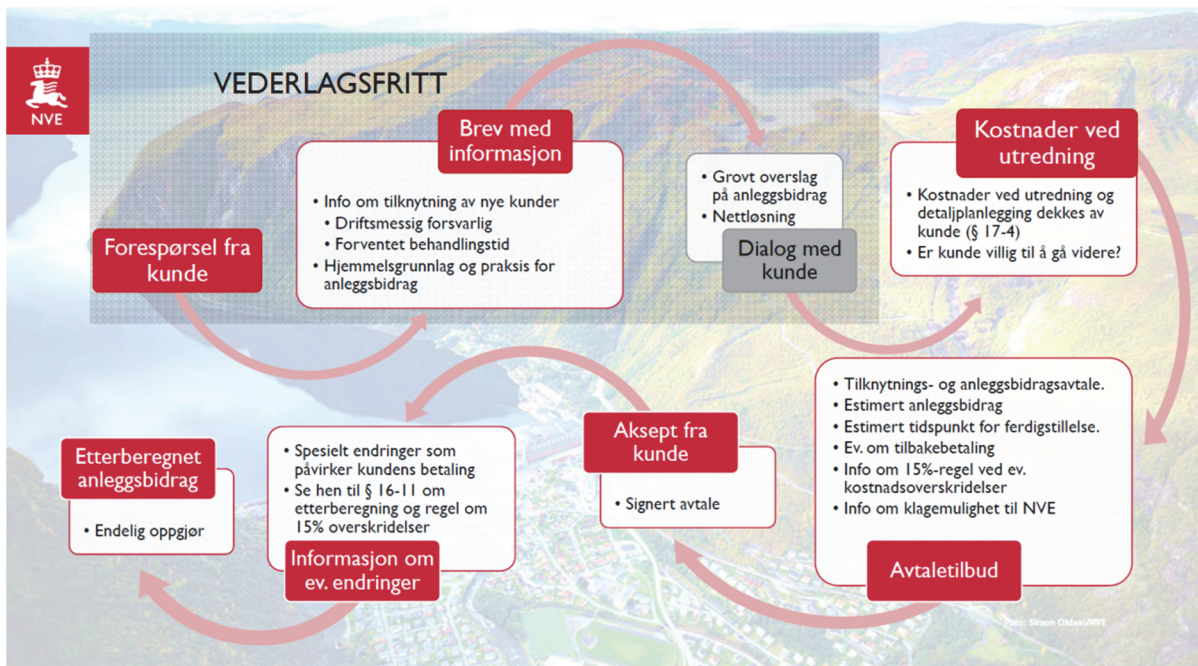 NVE
VEDERLAGSFRITT
Forespørsel fra
kunde
Brev med
informasjon
• Info om tilknytning av nye kunder
• Driftsmessig forsvarlig
• Forventet behandlingstid
• Hjemmelsgrunnlag og praksis for
anleggsbidrag
• Grovt overslag
på anleggsbidrag
• Nettløsning
Dialog med
kunde
Kostnader ved
utredning
• Kostnader ved utredning og
detaljplanlegging dekkes av
kunde (§ 17-4)
• Er kunde villig til å gå videre?
• Tilknytnings- og anleggsbidragsavtale.
• Estimert anleggsbidrag
• Estimert tidspunkt for ferdigstillelse.
• Ev. om tilbakebetaling
• Info om 15%-regel ved ev.
kostnadsoverskridelser
• Info om klagemulighet til NVE
Avtaletilbud
Aksept fra
kunde
• Signert avtale
• Spesielt endringer som
påvirker kundens betaling
• Se hen til § 16-11 om
etterberegning og regel om
15% overskridelser
Informasjon om
ev. endringer
Etterberegnet
anleggsbidrag
• Endelig oppgjør
Foto: Simon Oldani/NVE